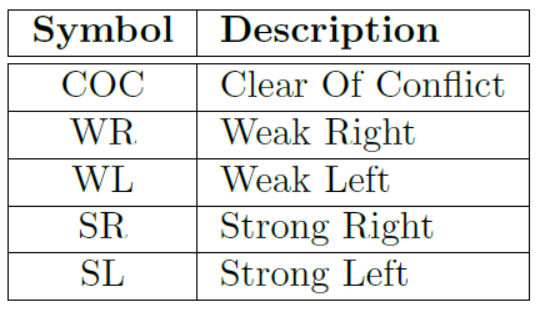 Symbol Description
COC Clear Of Conflict
WR Weak Right
WL Weak Left
SR Strong Right
SL Strong Left